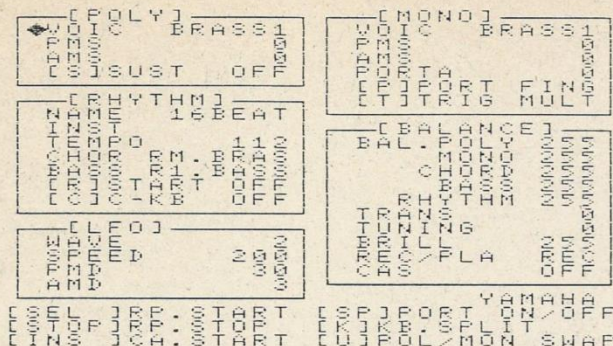 [POLY]
VOIC BRASS1
PMS 0
AMS 0
[S]SUST OFF
[RHYTHM]
NAME 16BEAT
INST
TEMPO 112
CHOR RM.BRAS
BASS R1.BASS
[R]START OFF
[C]C-KB OFF
[LFO]
WAVE 2
SPEED 200
PMD 30
AMD 3
[MONO]
VOIC BRASS1
PMS 0
AMS 0
PORTA 0
[P]PORT FING
[T]TRIG MULT
[BALANCE]
BAL.POLY 255
MONO 255
CHORD 255
BASS 255
RHYTHM 255
TRANS 0
TUNING 00
BRILL 255
REC/PLA REC
CAS OFF
YAMAHA
[SEL ]RP.START [SP]PORT ON/OFF
[STOP]RP.STOP [K]KB.SPLIT
[INS ]CA.START [U]POL/MON SWAP